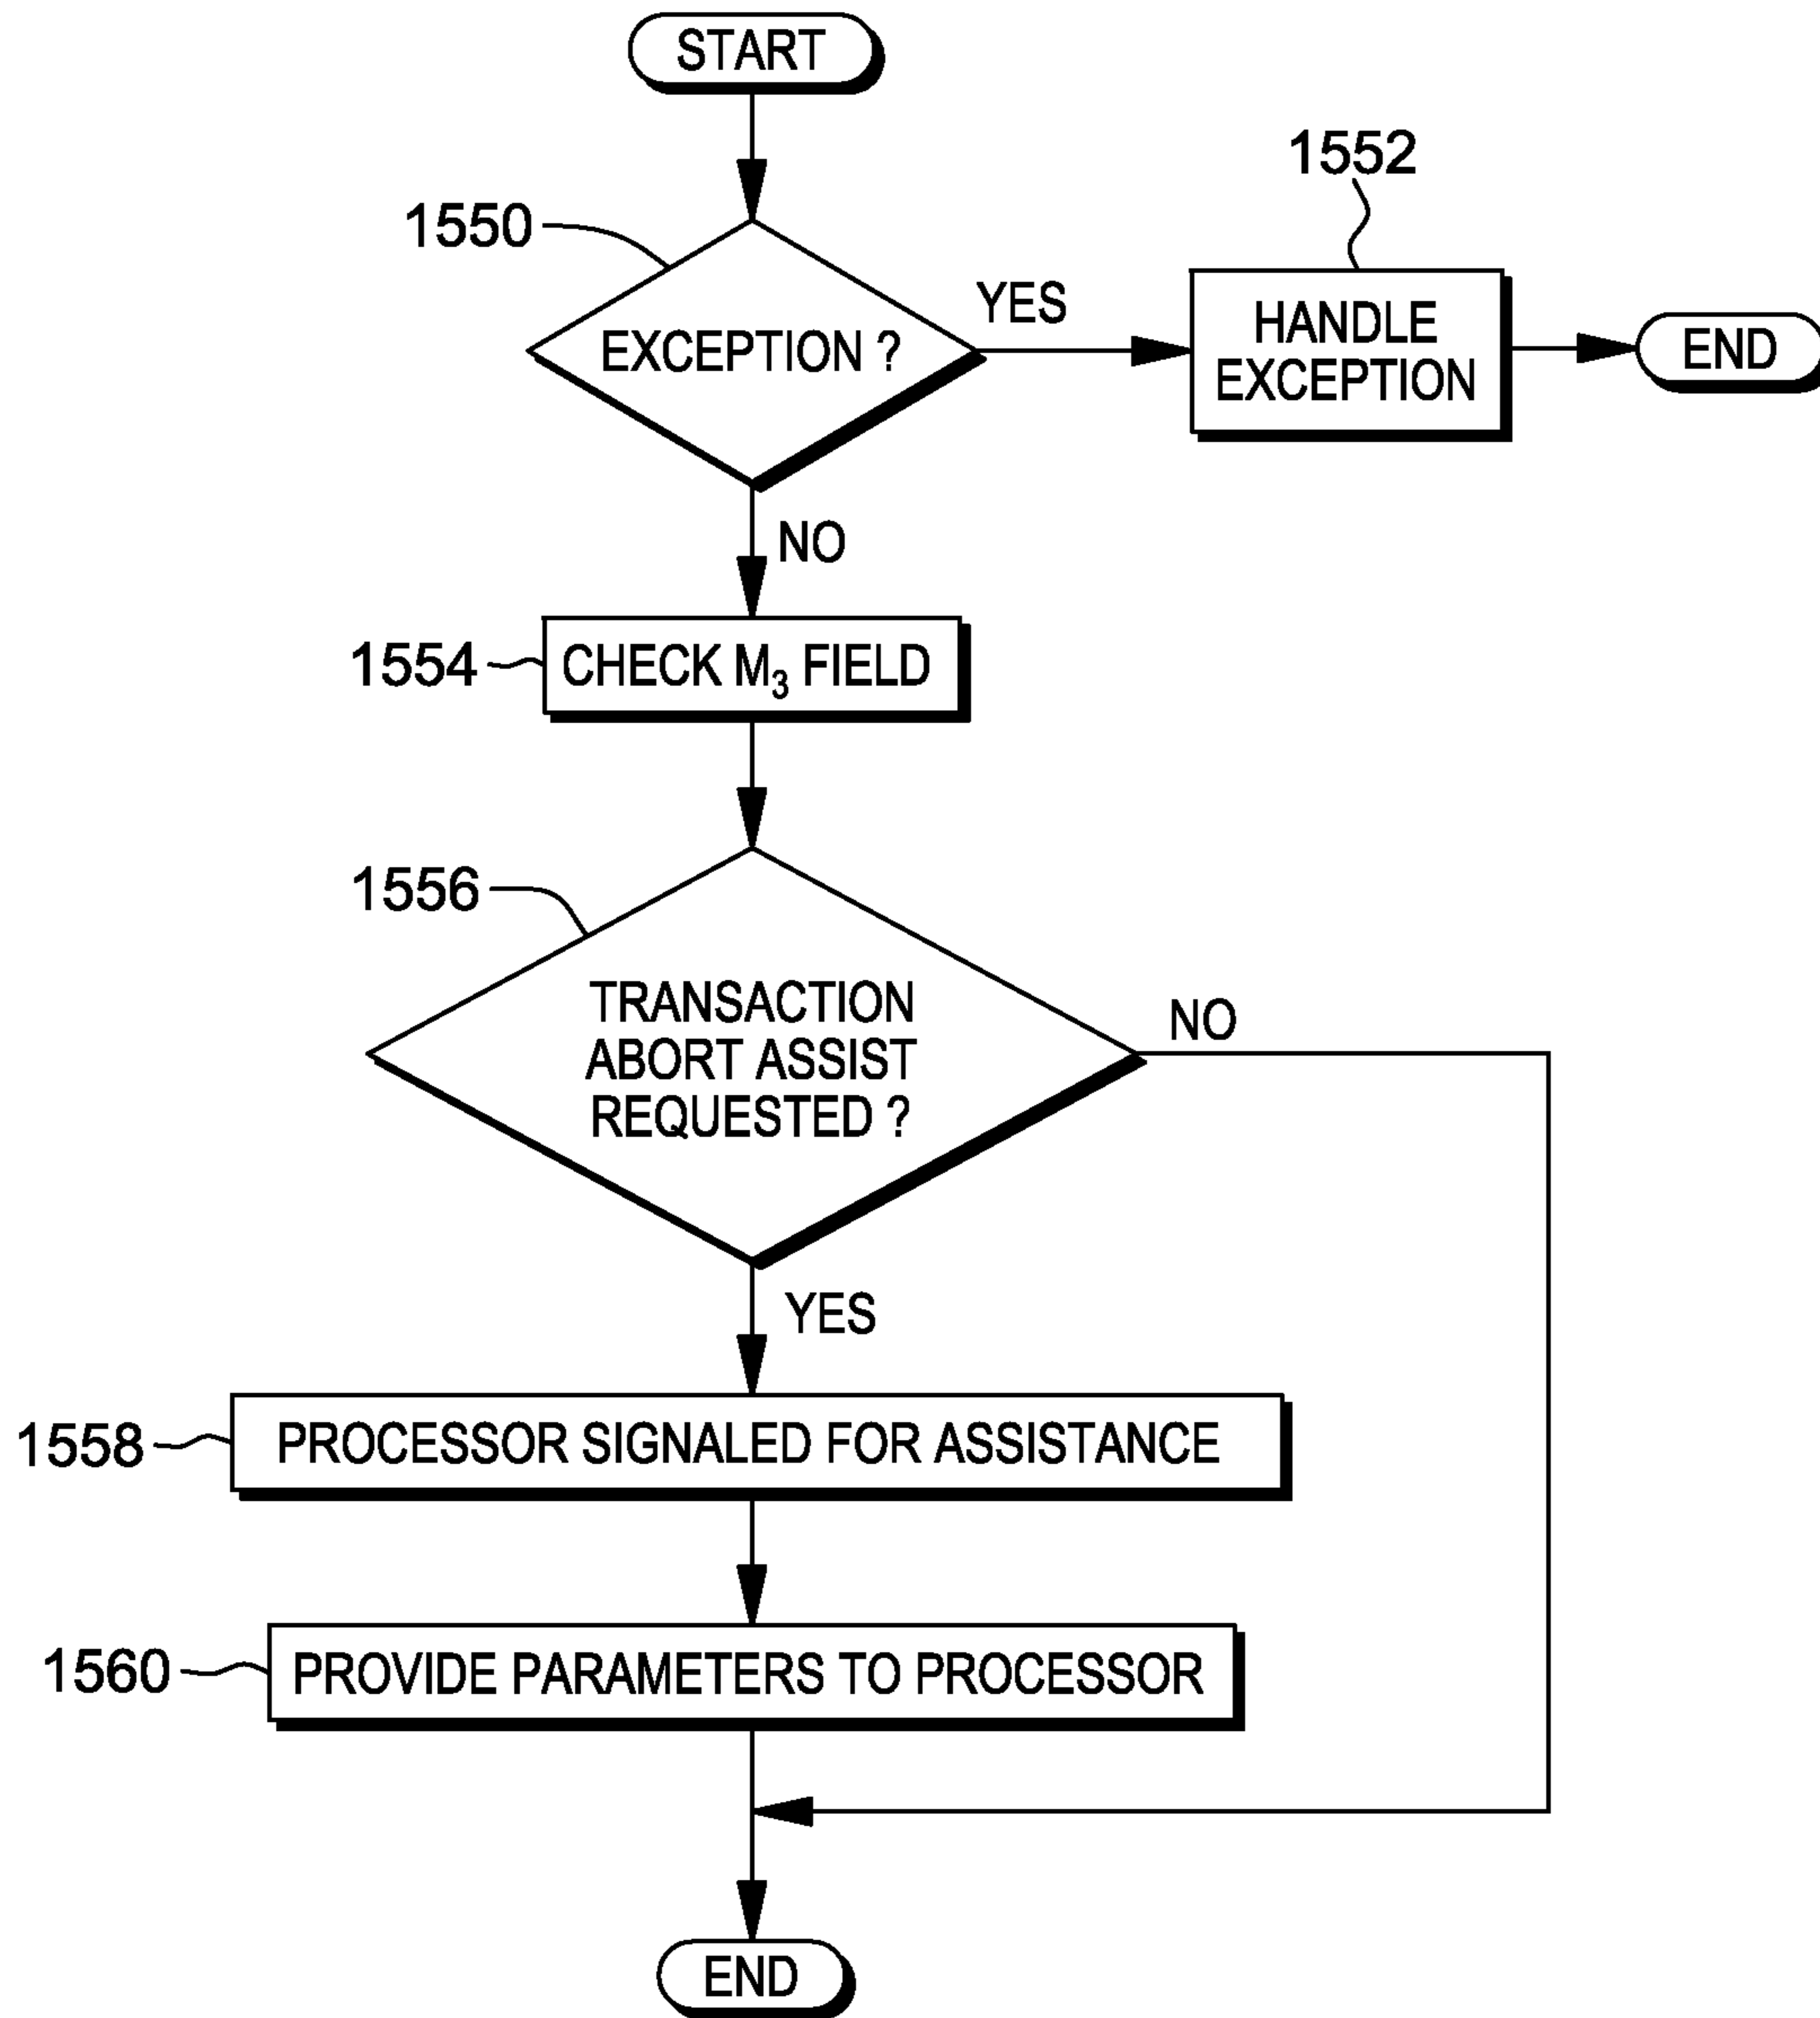 START
1552
1550
YES
EXCEPTION ?
HANDLE
EXCEPTION
END
NO
1554
CHECK M₃ FIELD
1556
TRANSACTION
ABORT ASSIST
REQUESTED ?
NO
YES
1558
PROCESSOR SIGNALED FOR ASSISTANCE
1560
PROVIDE PARAMETERS TO PROCESSOR
END